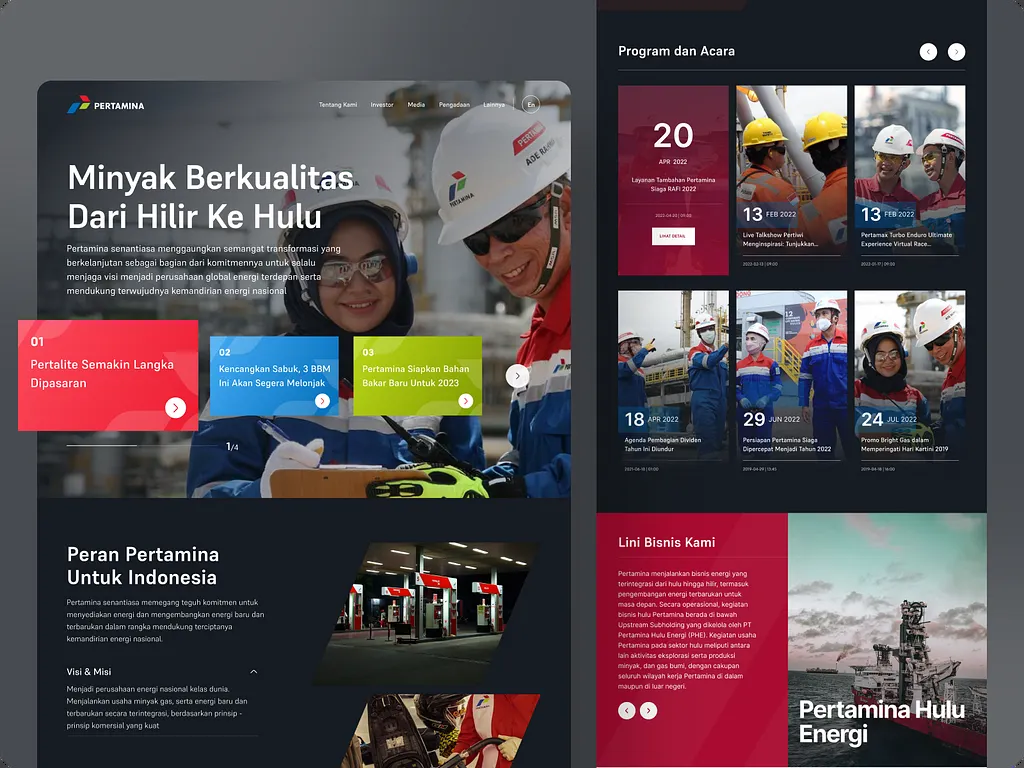 PERTAMINA
Tentang Kami
Investor
Media
Pengadaan
Lainnya
En
Minyak Berkualitas
Dari Hilir Ke Hulu
Pertamina senantiasa menggaungkan semangat transformasi yang
berkelanjutan sebagai bagian dari komitmennya untuk selalu
menjaga visi menjadi perusahaan global energi terdepan serta
mendukung terwujudnya kemandirian energi nasional
PERTAMINA
01
Pertalite Semakin Langka
Dipasaran
02
Kencangkan Sabuk, 3 BBM
Ini Akan Segera Melonjak
03
Pertamina Siapkan Bahan
Bakar Baru Untuk 2023
1/4
Peran Pertamina
Untuk Indonesia
Pertamina senantiasa memegang teguh komitmen untuk
menyediakan energi dan mengembangkan energi baru dan
terbarukan dalam rangka mendukung terciptanya
kemandirian energi nasional.
Visi & Misi
Menjadi perusahaan energi nasional kelas dunia.
Menjalankan usaha minyak gas, serta energi baru dan
terbarukan secara terintegrasi, berdasarkan prinsip -
prinsip komersial yang kuat
Program dan Acara
20
APR 2022
Layanan Tambahan Pertamina
Siaga RAFI 2022
2022-04-20 | 09:00
LIHAT DETAIL
13 FEB 2022
Live Talkshow Pertiwi
Menginspirasi: Tunjukkan...
2022-02-13 | 09:00
13 FEB 2022
Pertamax Turbo Enduro Ultimate
Experience Virtual Race...
2022-01-17 | 09:00
18 APR 2022
Agenda Pembagian Dividen
Tahun Ini Diundur
2021-06-10 | 01:00
29 JUN 2022
Persiapan Pertamina Siaga
Dipercepat Menjadi Tahun 2022
2019-04-29 | 13:45
24 JUL 2022
Promo Bright Gas dalam
Memperingati Hari Kartini 2019
2019-04-18 | 16:00
Lini Bisnis Kami
Pertamina menjalankan bisnis energi yang
terintegrasi dari hulu hingga hilir, termasuk
pengembangan energi terbarukan untuk
masa depan. Secara operasional, kegiatan
bisnis hulu Pertamina berada di bawah
Upstream Subholding yang dikelola oleh PT
Pertamina Hulu Energi (PHE). Kegiatan usaha
Pertamina pada sektor hulu meliputi antara
lain aktivitas eksplorasi serta produksi
minyak, dan gas bumi, dengan cakupan
seluruh wilayah kerja Pertamina di dalam
maupun di luar negeri.
Pertamina Hulu
Energi